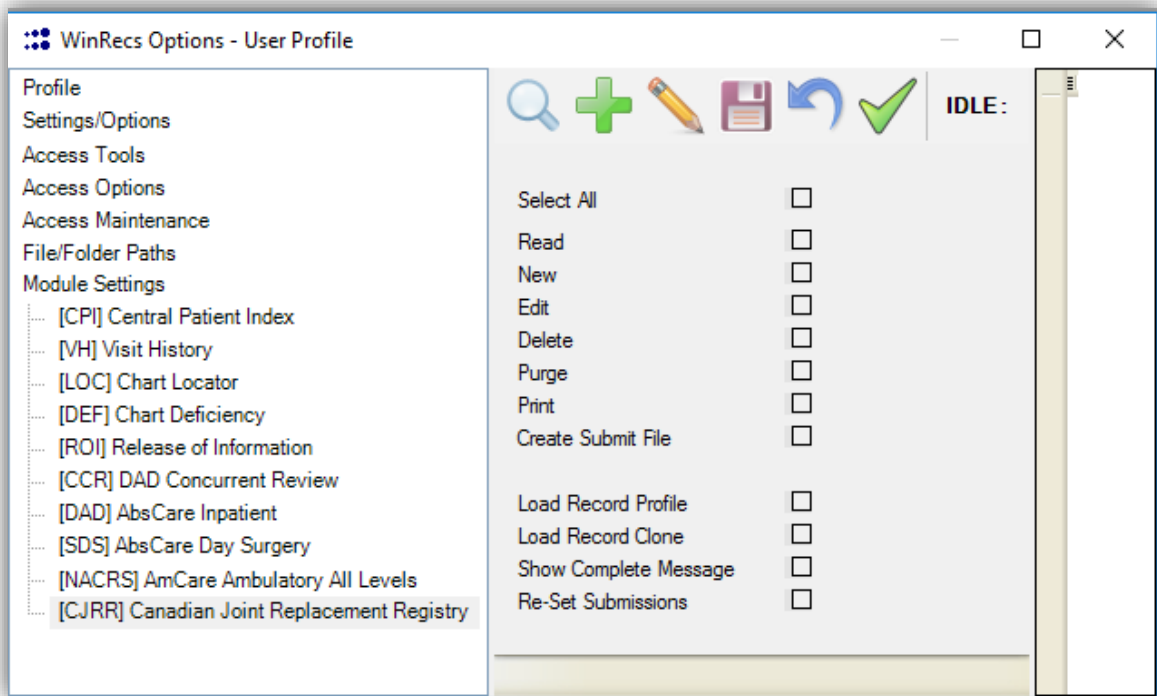 WinRecs Options - User Profile
Profile
Settings/Options
Access Tools
Access Options
Access Maintenance
File/Folder Paths
Module Settings
[CPI] Central Patient Index
[VH] Visit History
[LOC] Chart Locator
[DEF] Chart Deficiency
[ROI] Release of Information
[CCR] DAD Concurrent Review
[DAD] AbsCare Inpatient
[SDS] AbsCare Day Surgery
[NACRS] AmCare Ambulatory All Levels
[CJRR] Canadian Joint Replacement Registry
IDLE:
Select All
Read
New
Edit
Delete
Purge
Print
Create Submit File
Load Record Profile
Load Record Clone
Show Complete Message
Re-Set Submissions